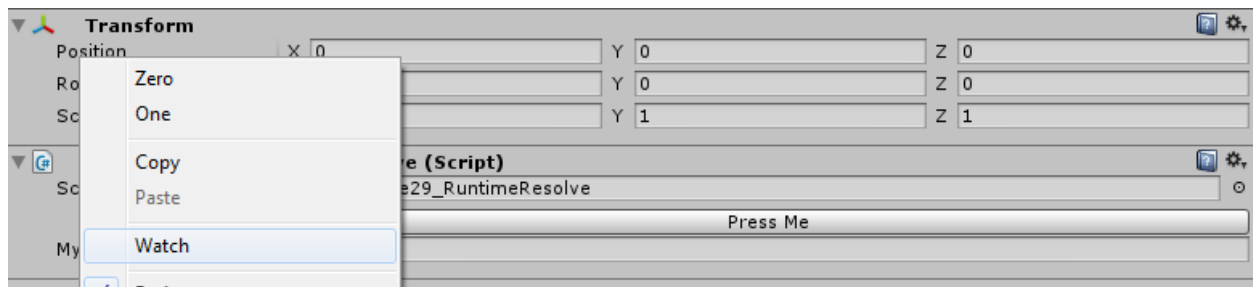 Transform
Position X 0 Y 0 Z 0
Ro Y 0 Z 0
Sc Y 1 Z 1
Zero
One
Copy
Paste
Watch
e (Script)
Sc e29_RuntimeResolve
Press Me
My